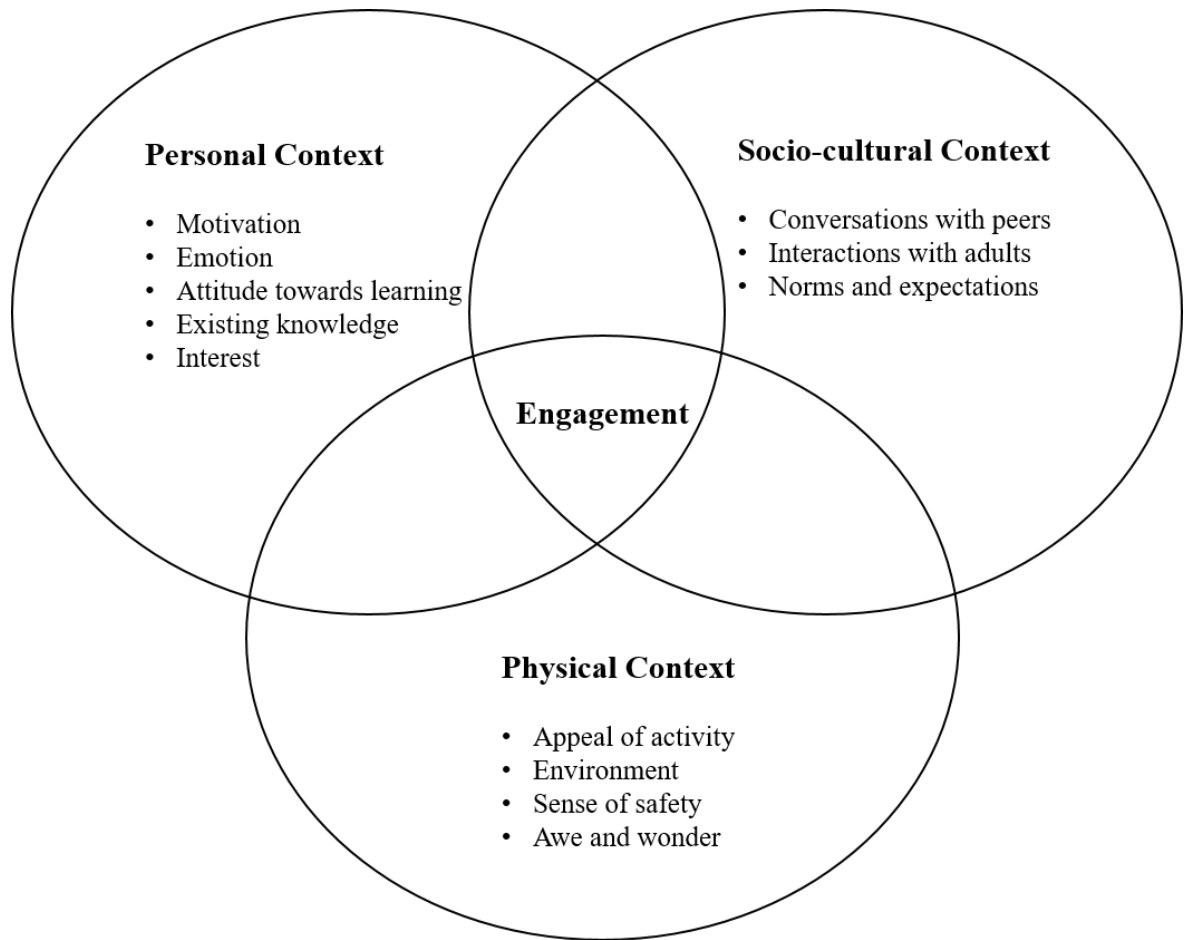 Personal Context
• Motivation
• Emotion
• Attitude towards learning
• Existing knowledge
• Interest
Socio-cultural Context
• Conversations with peers
• Interactions with adults
• Norms and expectations
Engagement
Physical Context
• Appeal of activity
• Environment
• Sense of safety
• Awe and wonder